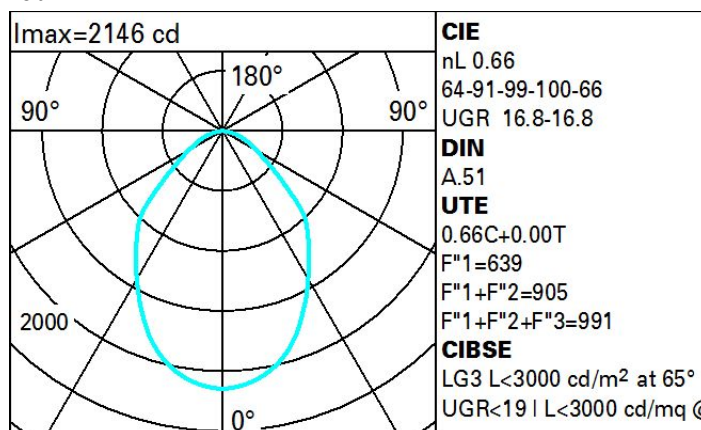 Imax=2146 cd
180°
90°
90°
2000
0°
CIE
nL 0.66
64-91-99-100-66
UGR 16.8-16.8
DIN
A.51
UTE
0.66C+0.00T
F"1=639
F"1+F"2=905
F"1+F"2+F"3=991
CIBSE
LG3 L<3000 cd/m² at 65°
UGR<19 | L<3000 cd/mq @